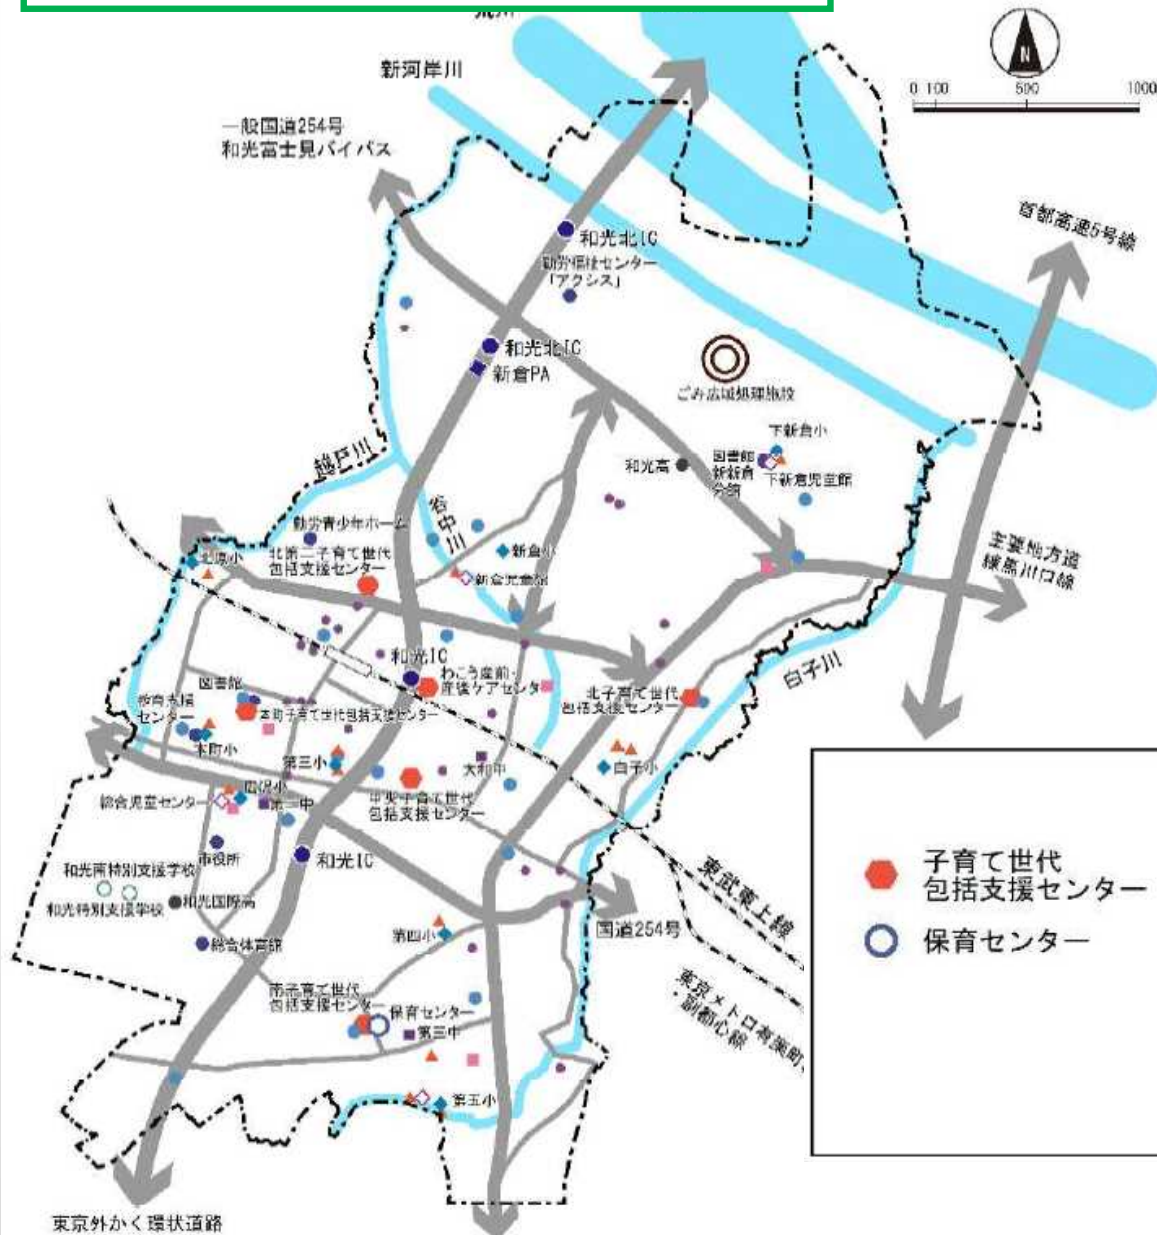 新河岸川
一般国道254号
和光富士見バイパス
N
0 100 500 1000
首都高速5号線
和光北IC
勤労福祉センター
「アクシス」
和光北IC
新倉PA
ごみ広域処理施設
下新倉小
図書館
下新倉児童館
分館
和光高
越戸川
谷中川
勤労青少年ホーム
新倉小
北第二子育て世代
包括支援センター
新倉児童館
北原小
主要地方道
練馬川口線
和光IC
わこう産前・
産後ケアセンター
白子川
北子育て世代
包括支援センター
図書館
教育支援
センター
本町子育て世代包括支援センター
本町小
第三小
大和中
白子小
中央子育て世代
包括支援センター
広沢小
総合児童センター
第二中
市役所
和光IC
和光南特別支援学校
和光特別支援学校
和光国際高
総合体育館
第四小
国道254号
東武東上線
東京メトロ有楽町
・副都心線
南子育て世代
包括支援センター
保育センター
第三中
第五小
東京外かく環状道路
子育て世代
包括支援センター
保育センター